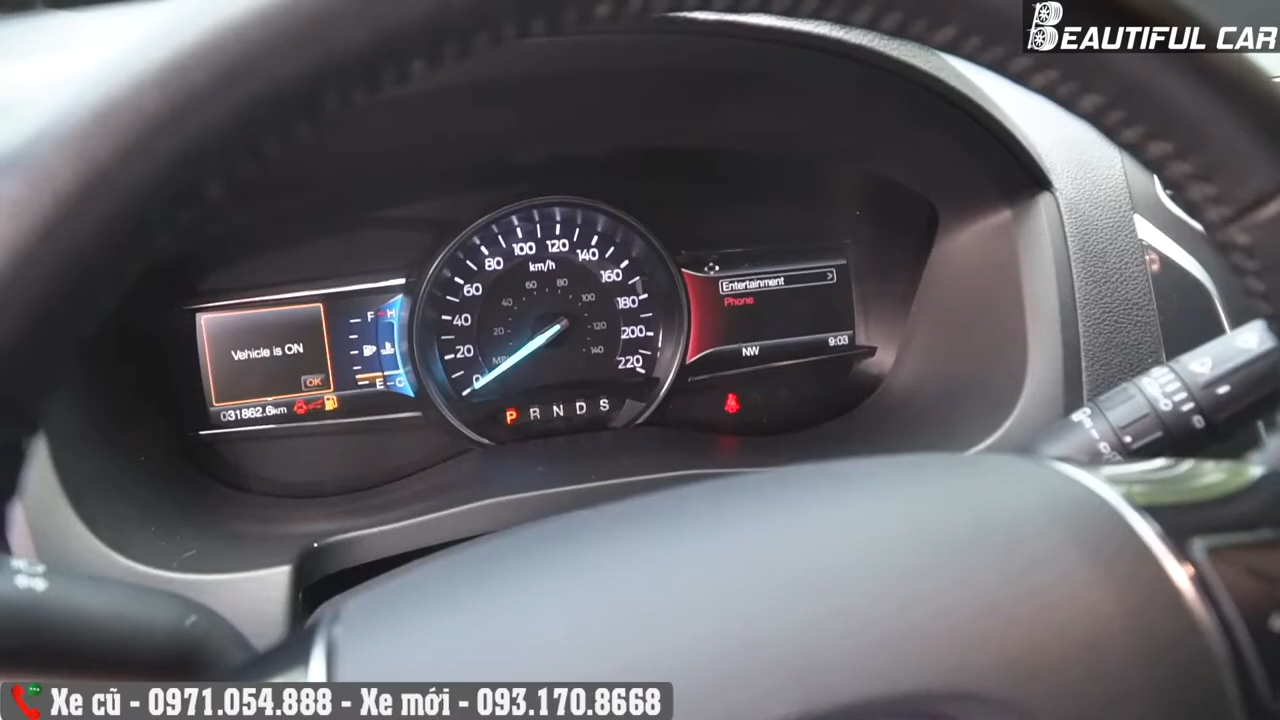 BEAUTIFUL CAR
Vehicle is ON
OK
031862.6km
F H
E C
0 20 40 60 80 100 120 140 160 180 200 220
km/h
20 40 60 80 100 120 140
MPH
P R N D S
Entertainment >
Phone
NW 9:03
Xe cũ - 0971.054.888 - Xe mới - 093.170.8668